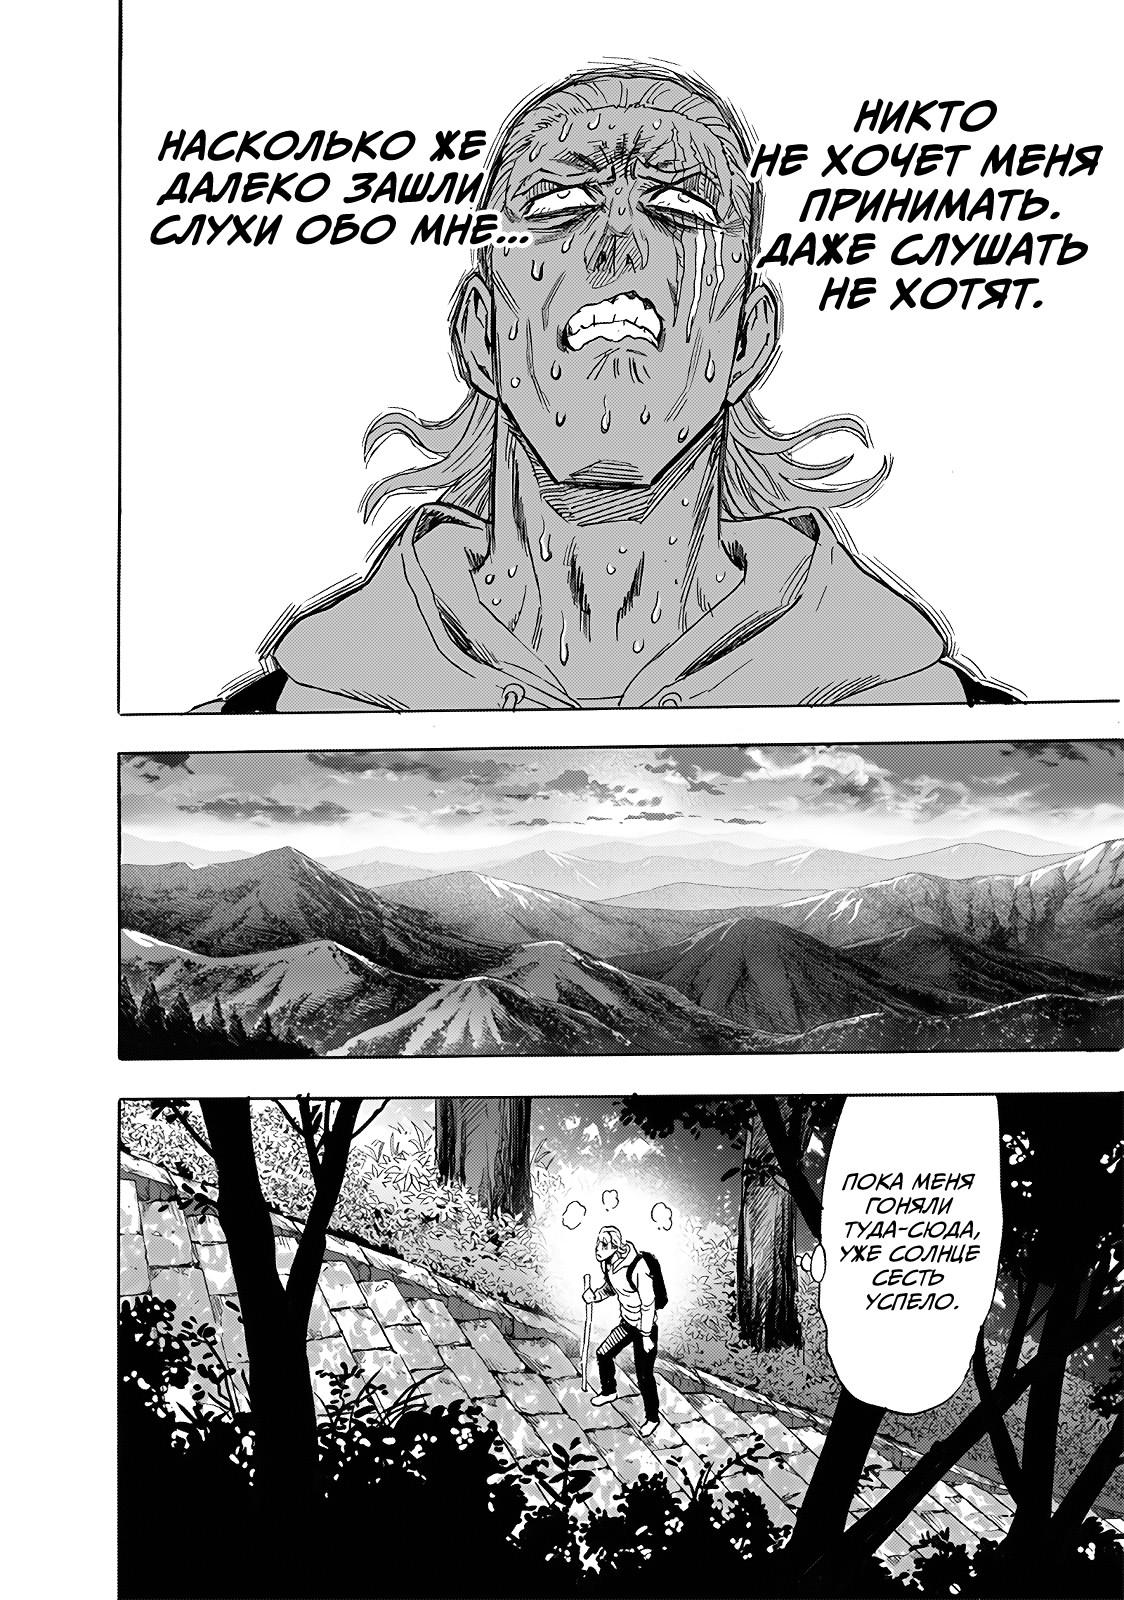 НИКТО
НЕ ХОЧЕТ МЕНЯ
ПРИНИМАТЬ.
ДАЖЕ СЛУШАТЬ
НЕ ХОТЯТ.
НАСКОЛЬКО ЖЕ
ДАЛЕКО ЗАШЛИ
СЛУХИ ОБО МНЕ...
ПОКА МЕНЯ
ГОНЯЛИ
ТУДА-СЮДА,
УЖЕ СОЛНЦЕ
СЕСТЬ
УСПЕЛО.